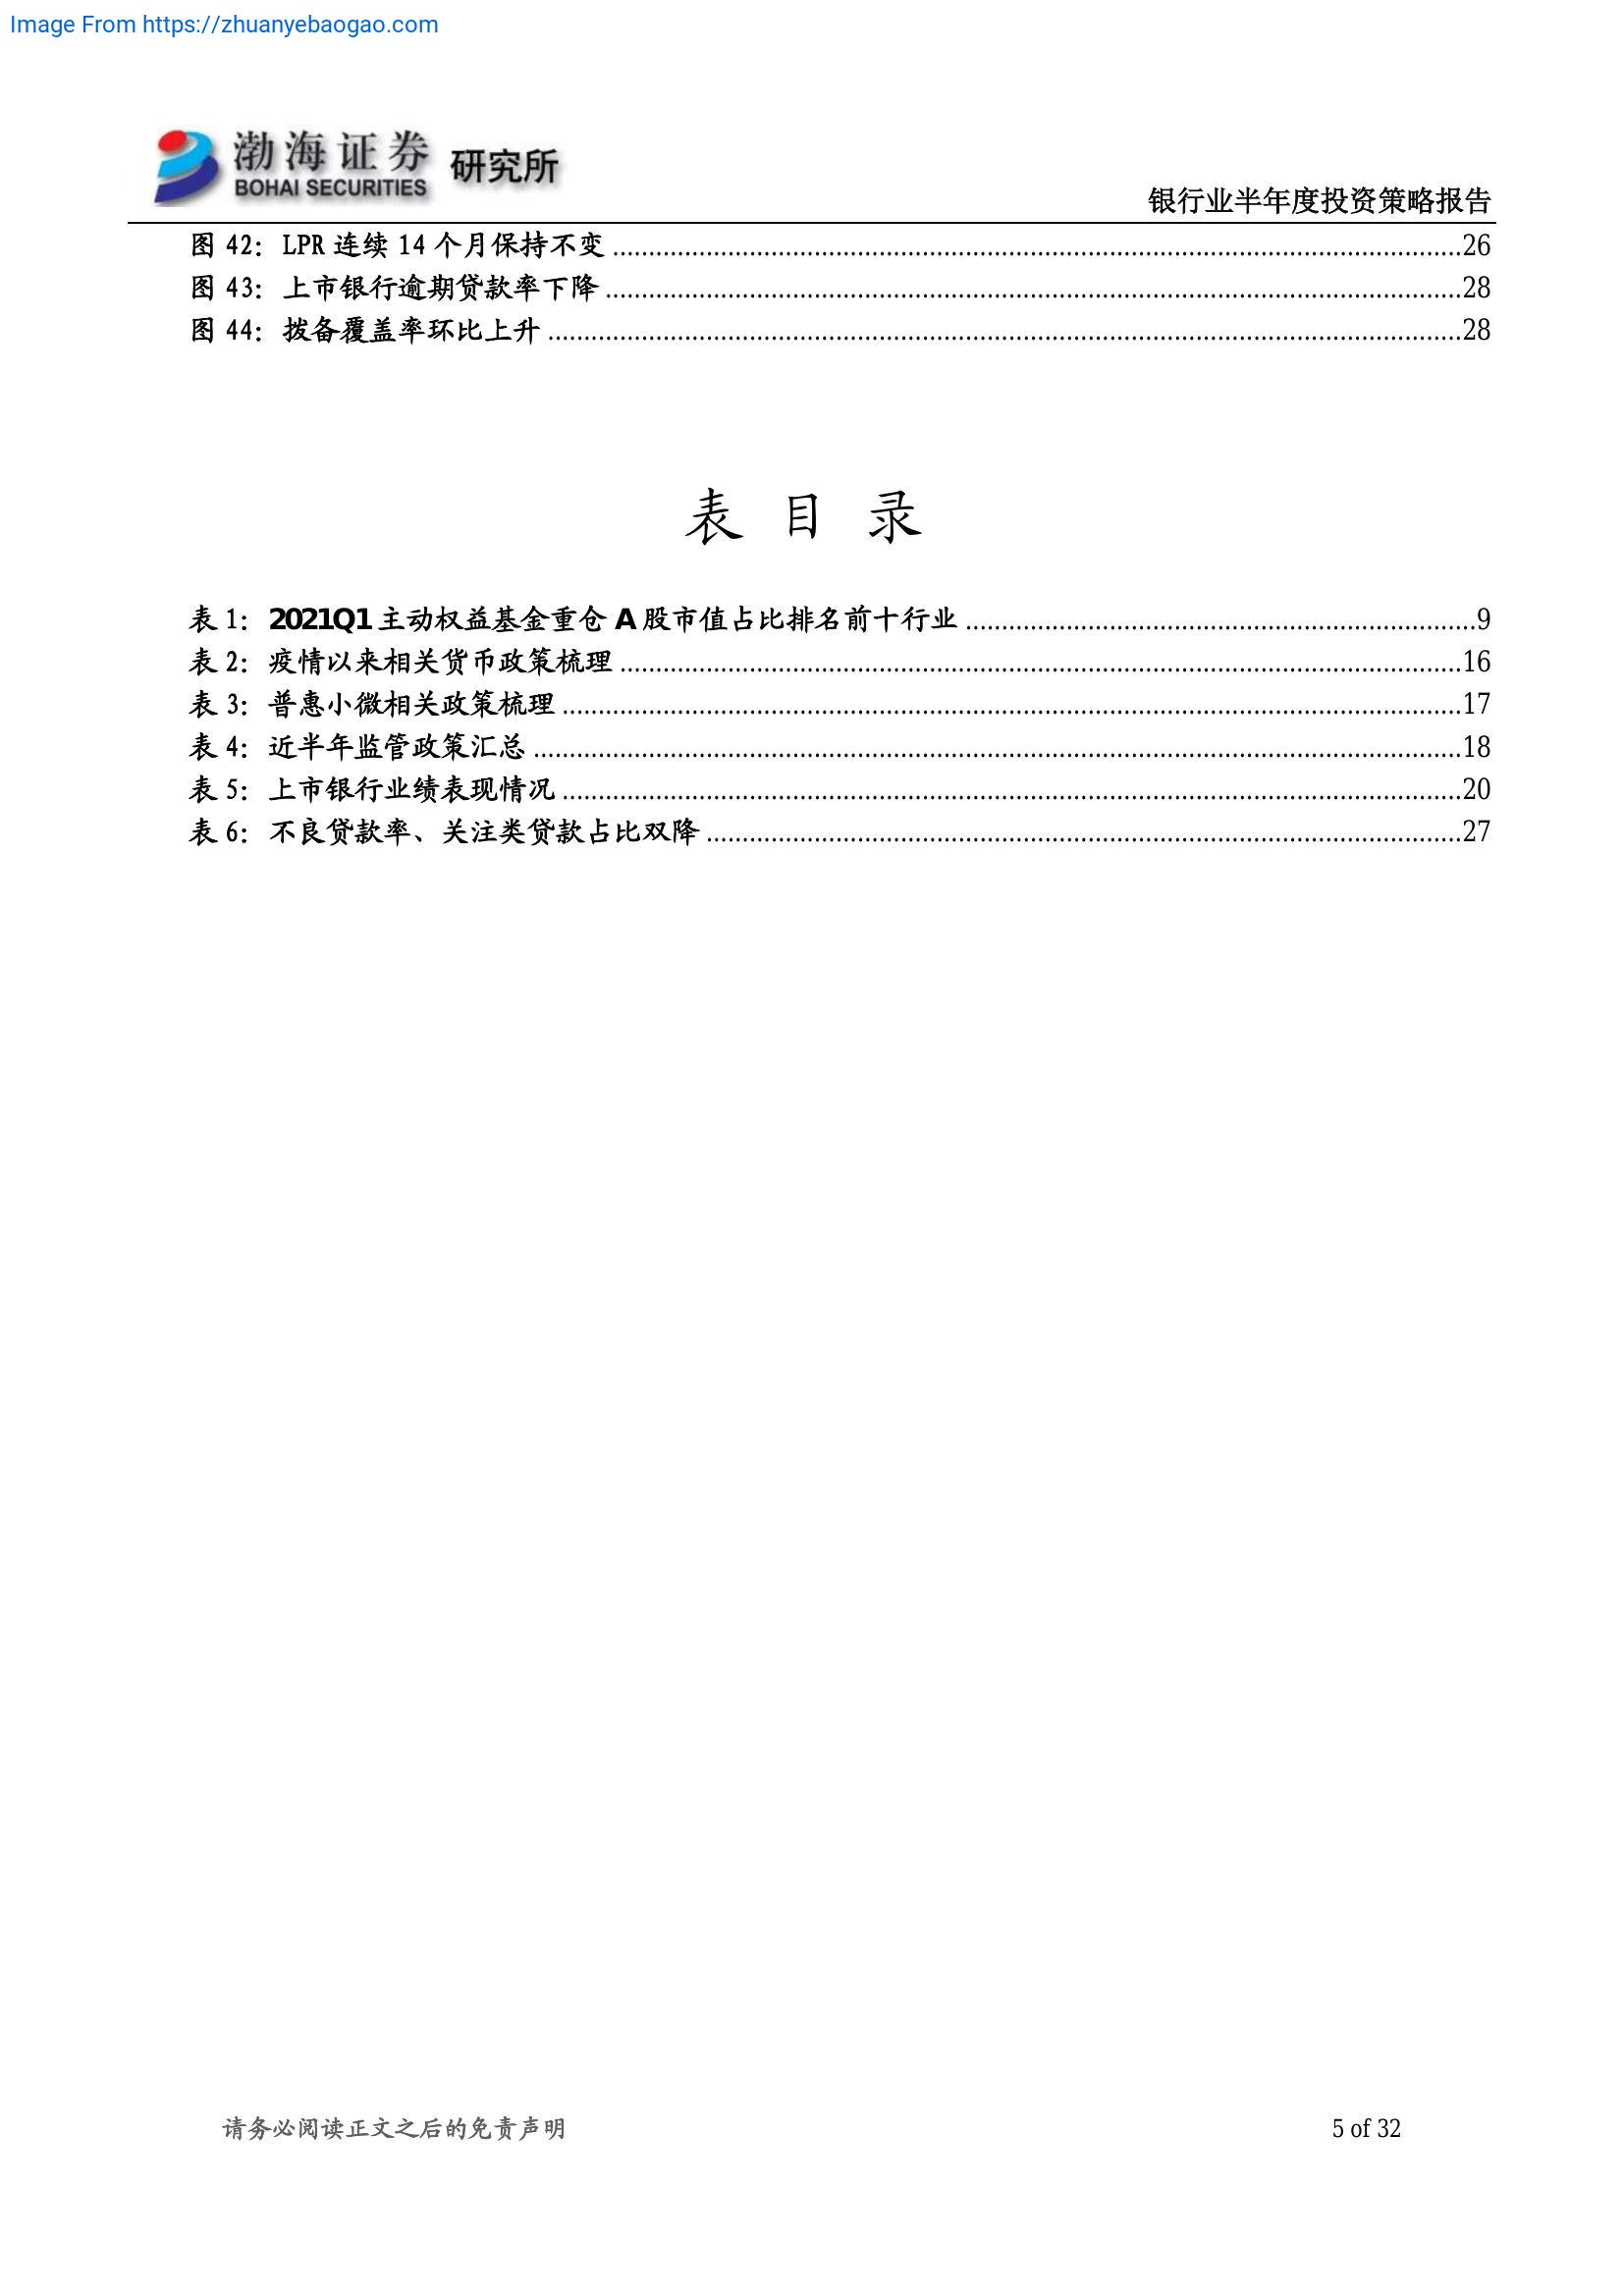 Image From https://zhuanyebaogao.com
渤海证券 研究所
BOHAI SECURITIES
银行业半年度投资策略报告
图 42：LPR 连续 14 个月保持不变 ........................................ 26
图 43：上市银行逾期贷款率下降 ........................................ 28
图 44：拨备覆盖率环比上升 ........................................ 28
表 目 录
表 1：2021Q1 主动权益基金重仓 A 股市值占比排名前十行业 ........................................ 9
表 2：疫情以来相关货币政策梳理 ........................................ 16
表 3：普惠小微相关政策梳理 ........................................ 17
表 4：近半年监管政策汇总 ........................................ 18
表 5：上市银行业绩表现情况 ........................................ 20
表 6：不良贷款率、关注类贷款占比双降 ........................................ 27
请务必阅读正文之后的免责声明
5 of 32